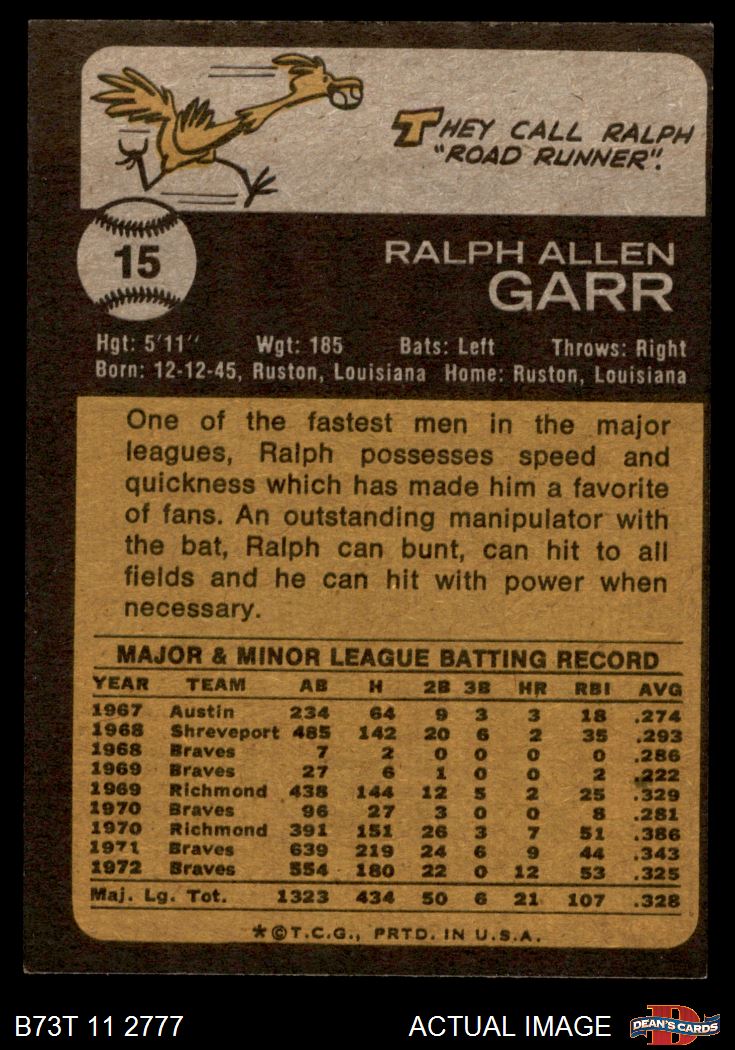 THEY CALL RALPH
"ROAD RUNNER".
15
RALPH ALLEN
GARR
Hgt: 5'11" Wgt: 185 Bats: Left Throws: Right
Born: 12-12-45, Ruston, Louisiana Home: Ruston, Louisiana
One of the fastest men in the major
leagues, Ralph possesses speed and
quickness which has made him a favorite
of fans. An outstanding manipulator with
the bat, Ralph can bunt, can hit to all
fields and he can hit with power when
necessary.
MAJOR & MINOR LEAGUE BATTING RECORD
YEAR TEAM AB H 2B 3B HR RBI AVG
1967 Austin 234 64 9 3 3 18 .274
1968 Shreveport 485 142 20 6 2 35 .293
1968 Braves 7 2 0 0 0 0 .286
1969 Braves 27 6 1 0 0 2 .222
1969 Richmond 438 144 12 5 2 25 .329
1970 Braves 96 27 3 0 0 8 .281
1970 Richmond 391 151 26 3 7 51 .386
1971 Braves 639 219 24 6 9 44 .343
1972 Braves 554 180 22 0 12 53 .325
Maj. Lg. Tot. 1323 434 50 6 21 107 .328
*©T.C.G., PRTD. IN U.S.A.
B73T 11 2777 ACTUAL IMAGE
D
DEAN'S CARDS